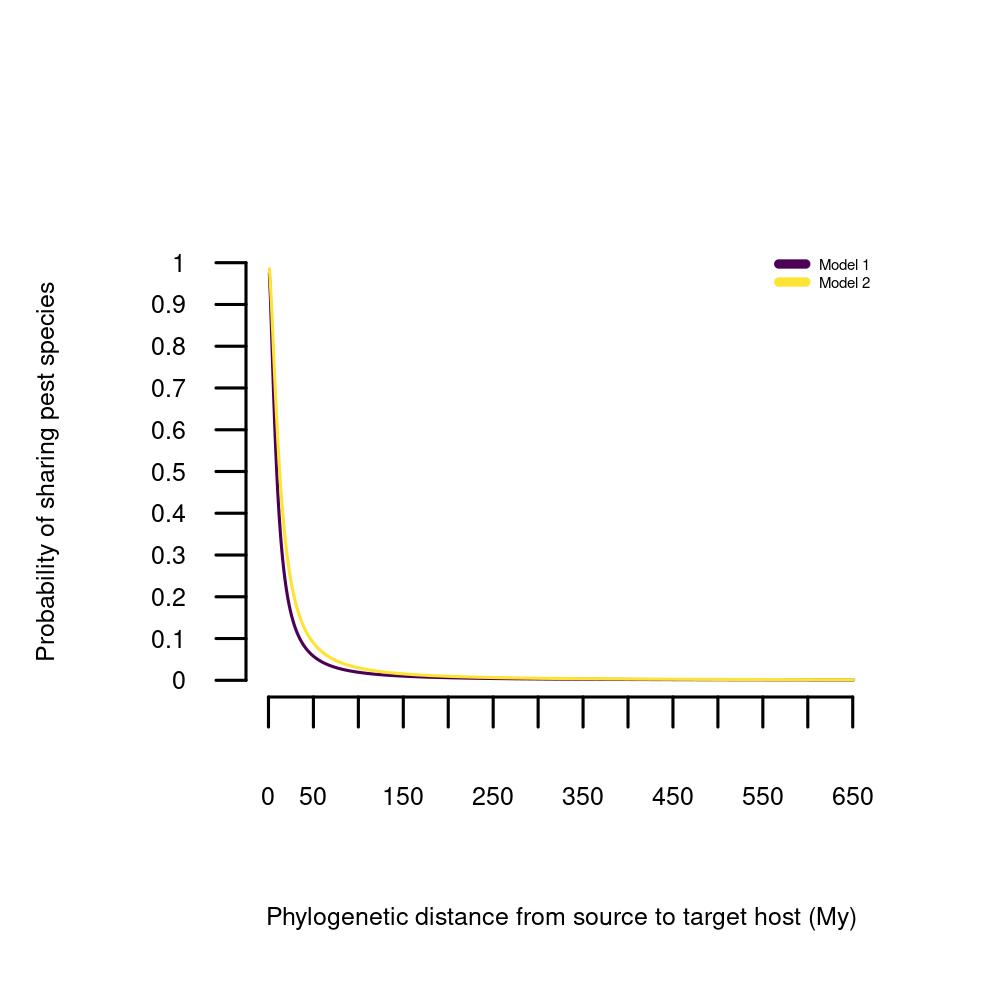 Model 1
Model 2
Probability of sharing pest species
1
0.9
0.8
0.7
0.6
0.5
0.4
0.3
0.2
0.1
0
0 50 150 250 350 450 550 650
Phylogenetic distance from source to target host (My)